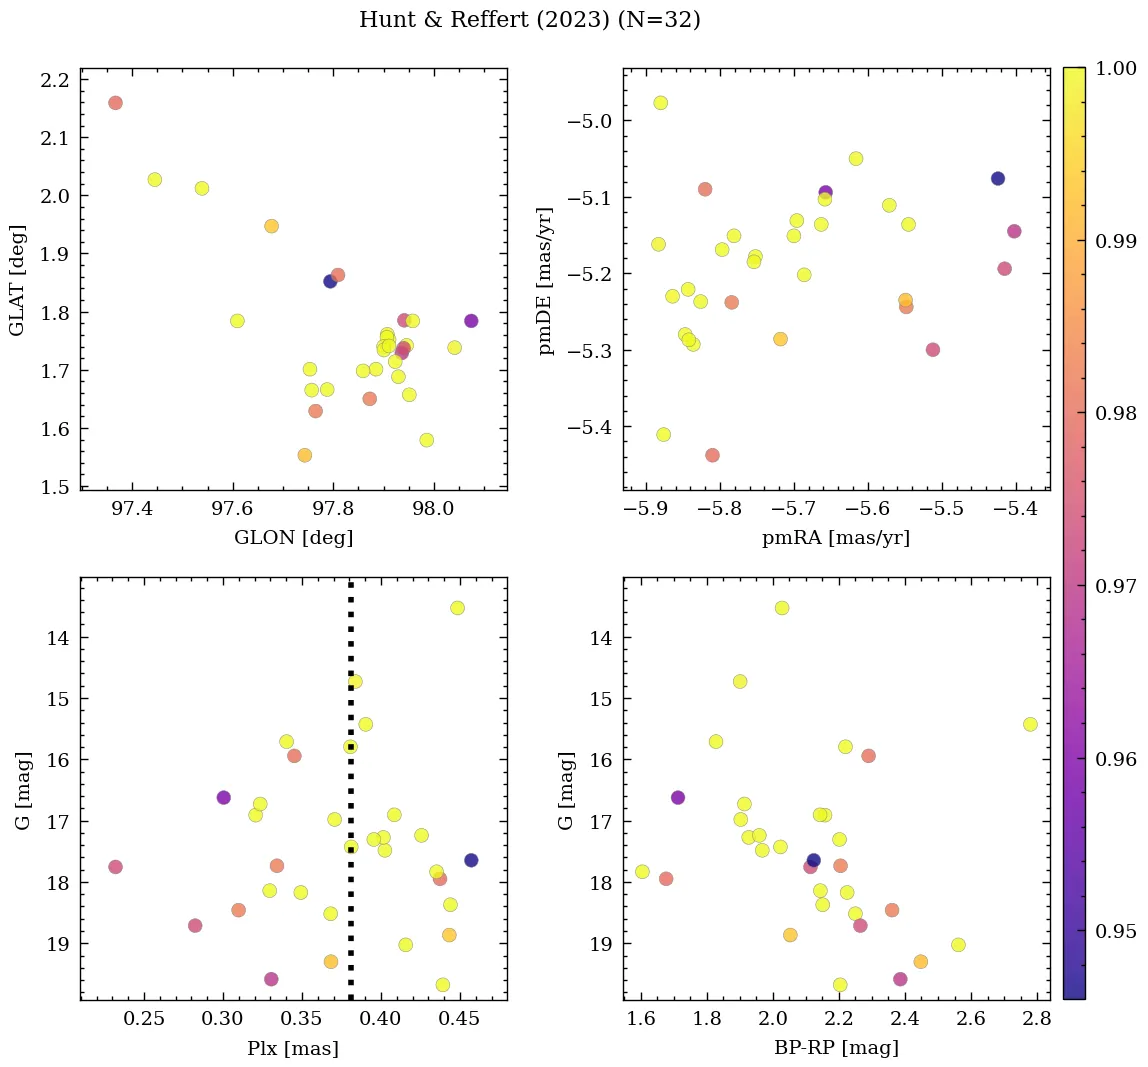 Hunt & Reffert (2023) (N=32)
2.2
2.1
2.0
1.9
1.8
1.7
1.6
1.5
GLAT [deg]
97.4 97.6 97.8 98.0
GLON [deg]
−5.0
−5.1
−5.2
−5.3
−5.4
pmDE [mas/yr]
−5.9 −5.8 −5.7 −5.6 −5.5 −5.4
pmRA [mas/yr]
14
15
16
17
18
19
G [mag]
0.25 0.30 0.35 0.40 0.45
Plx [mas]
14
15
16
17
18
19
G [mag]
1.6 1.8 2.0 2.2 2.4 2.6 2.8
BP-RP [mag]
1.00
0.99
0.98
0.97
0.96
0.95